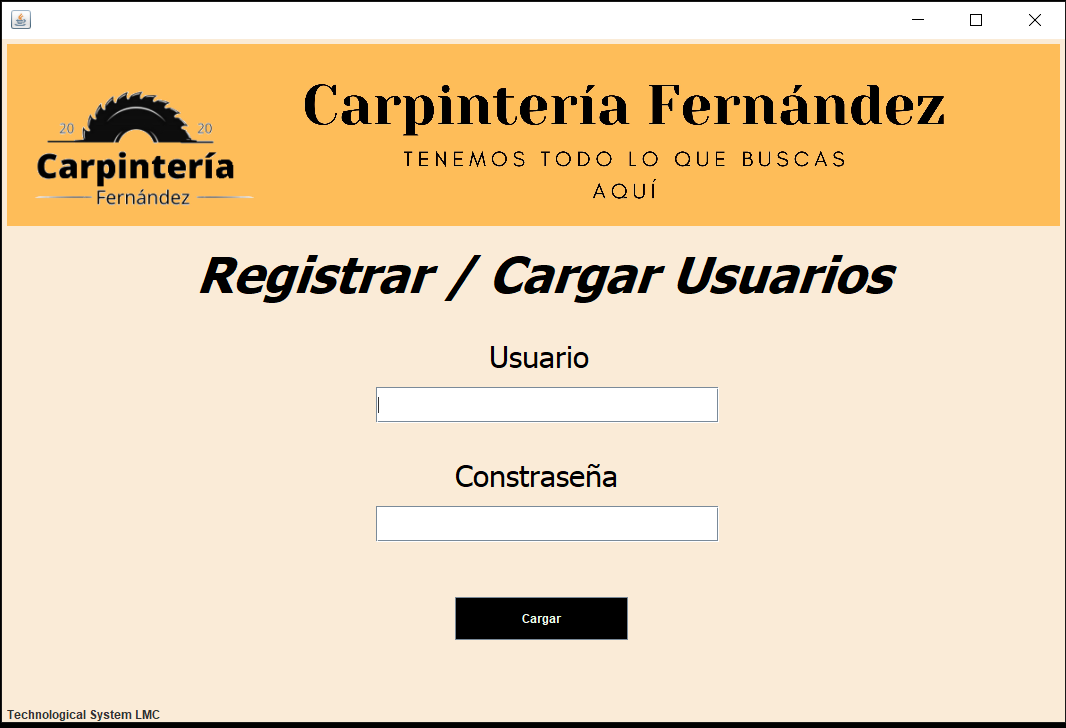 Carpintería Fernández
TENEMOS TODO LO QUE BUSCAS
AQUÍ
20 20
Carpintería
Fernández
Registrar / Cargar Usuarios
Usuario
Constraseña
Cargar
Technological System LMC